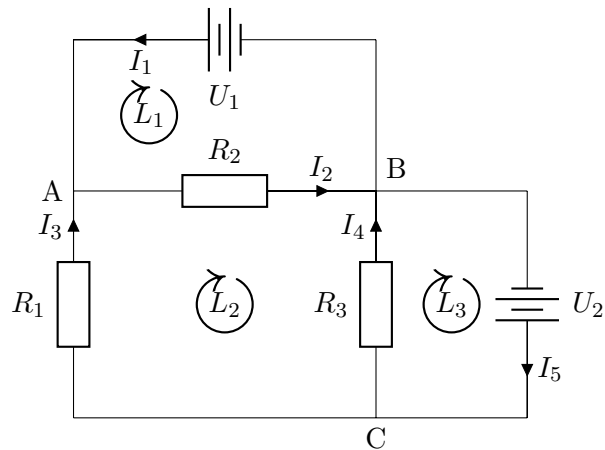 I₁
U₁
L₁
R₂
A
I₂
B
I₃
I₄
R₁
L₂
R₃
L₃
U₂
I₅
C